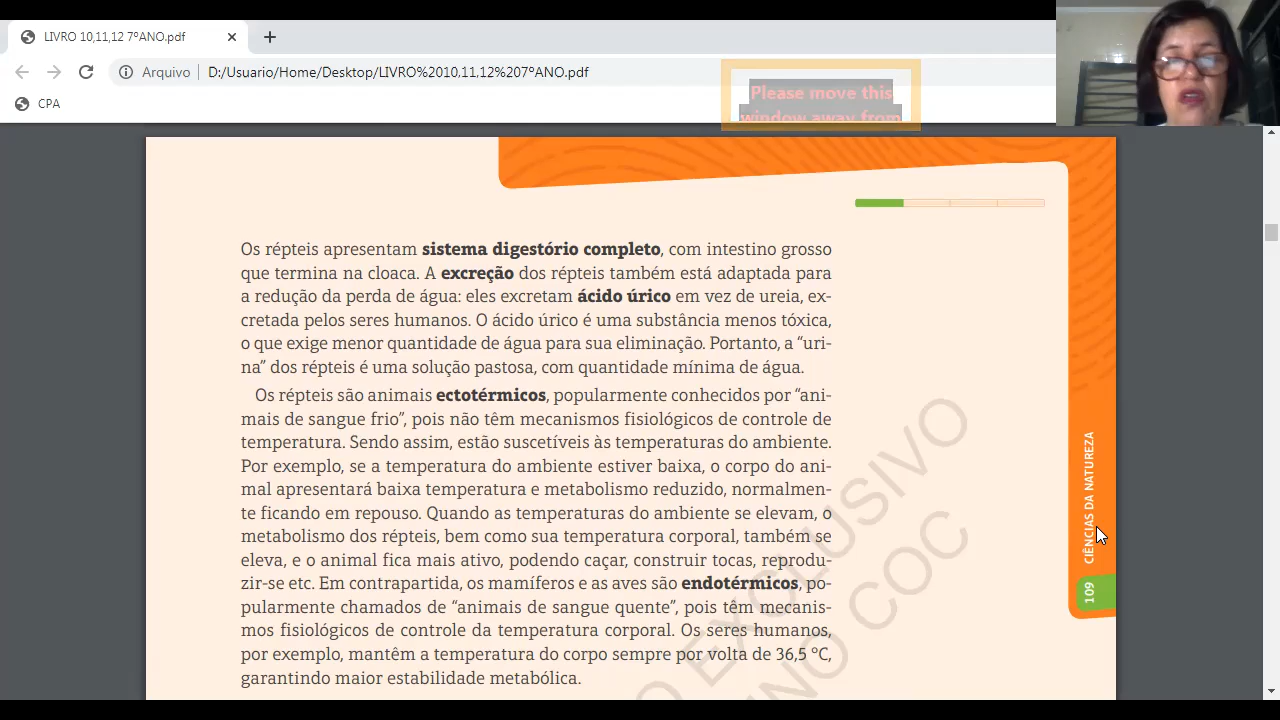 LIVRO 10,11,12 7ºANO.pdf
Arquivo
D:/Usuario/Home/Desktop/LIVRO%2010,11,12%207ºANO.pdf
CPA
Please move this
window away from
Os répteis apresentam sistema digestório completo, com intestino grosso
que termina na cloaca. A excreção dos répteis também está adaptada para
a redução da perda de água: eles excretam ácido úrico em vez de ureia, ex-
cretada pelos seres humanos. O ácido úrico é uma substância menos tóxica,
o que exige menor quantidade de água para sua eliminação. Portanto, a “uri-
na” dos répteis é uma solução pastosa, com quantidade mínima de água.
Os répteis são animais ectotérmicos, popularmente conhecidos por “ani-
mais de sangue frio”, pois não têm mecanismos fisiológicos de controle de
temperatura. Sendo assim, estão suscetíveis às temperaturas do ambiente.
Por exemplo, se a temperatura do ambiente estiver baixa, o corpo do ani-
mal apresentará baixa temperatura e metabolismo reduzido, normalmen-
te ficando em repouso. Quando as temperaturas do ambiente se elevam, o
metabolismo dos répteis, bem como sua temperatura corporal, também se
eleva, e o animal fica mais ativo, podendo caçar, construir tocas, reprodu-
zir-se etc. Em contrapartida, os mamíferos e as aves são endotérmicos, po-
pularmente chamados de “animais de sangue quente”, pois têm mecanis-
mos fisiológicos de controle da temperatura corporal. Os seres humanos,
por exemplo, mantêm a temperatura do corpo sempre por volta de 36,5 ºC,
garantindo maior estabilidade metabólica.
CIÊNCIAS DA NATUREZA
109
EXCLUSIVO
COC